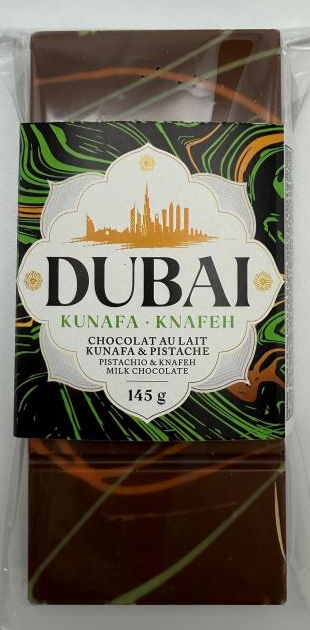 DUBAI
KUNAFA · KNAFEH
CHOCOLAT AU LAIT
KUNAFA & PISTACHE
PISTACHIO & KNAFEH
MILK CHOCOLATE
145 g